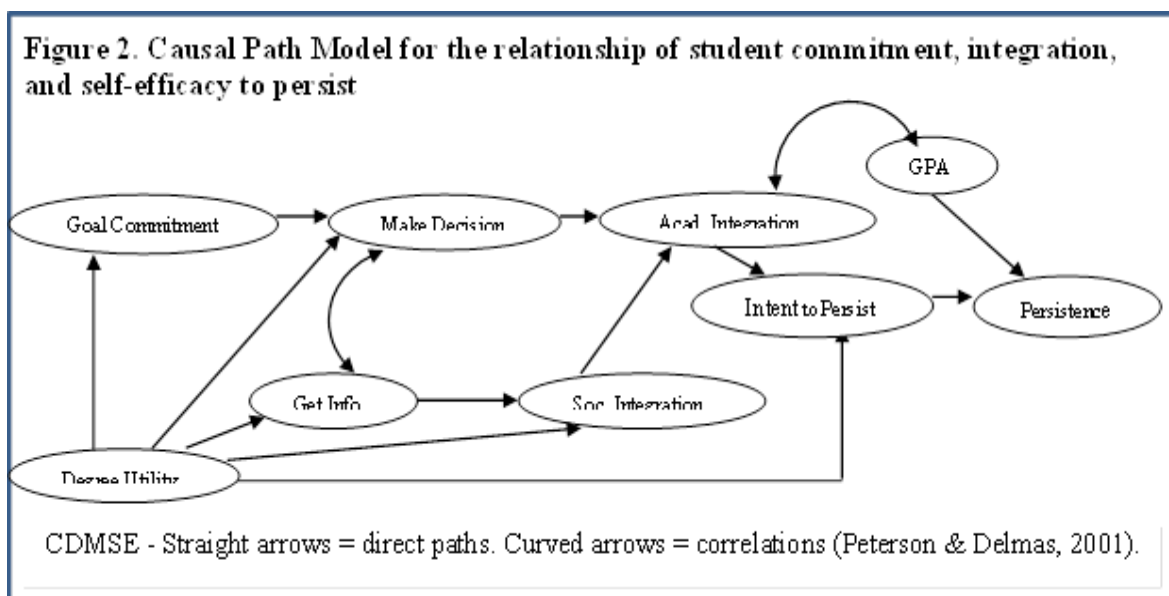 Figure 2. Causal Path Model for the relationship of student commitment, integration,
and self-efficacy to persist
GPA
Goal Commitment
Make Decision
Acad. Integration
Intent to Persist
Persistence
Get Info
Soc. Integration
Degree Utility
CDMSE - Straight arrows = direct paths. Curved arrows = correlations (Peterson & Delmas, 2001).